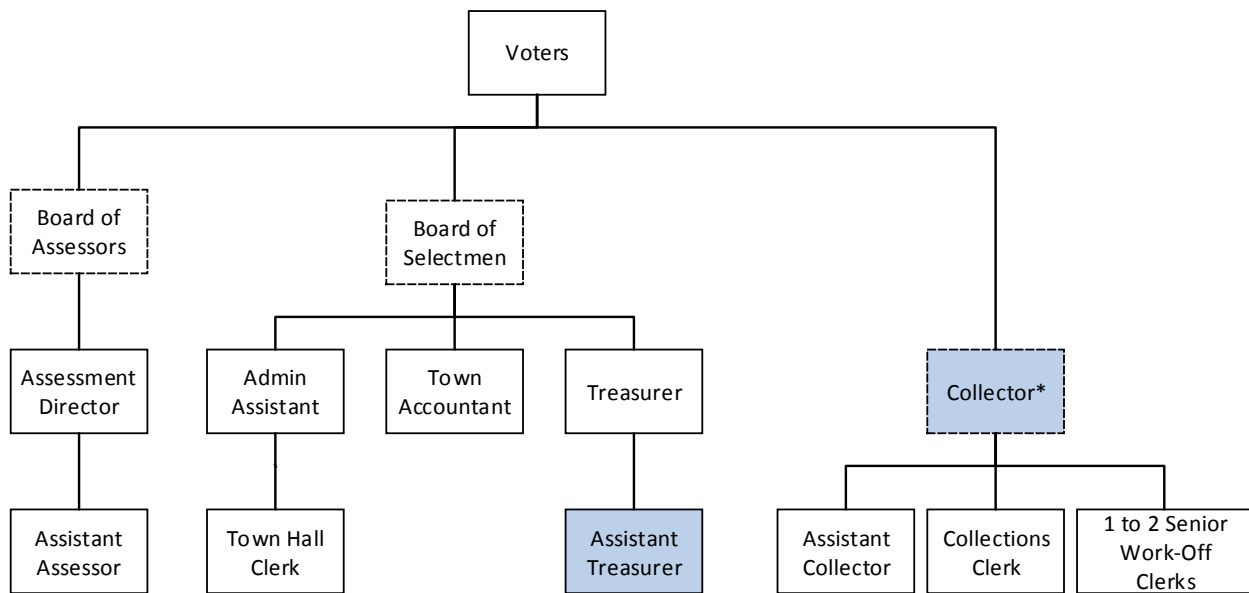 Voters
Board of
Assessors
Board of
Selectmen
Assessment
Director
Admin
Assistant
Town
Accountant
Treasurer
Collector*
Assistant
Assessor
Town Hall
Clerk
Assistant
Treasurer
Assistant
Collector
Collections
Clerk
1 to 2 Senior
Work-Off
Clerks